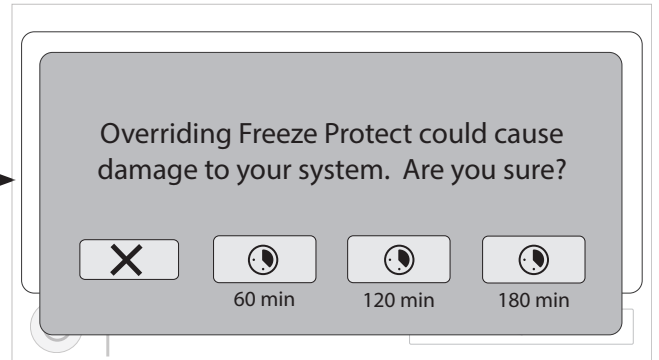 Overriding Freeze Protect could cause
damage to your system.  Are you sure?
60 min
120 min
180 min